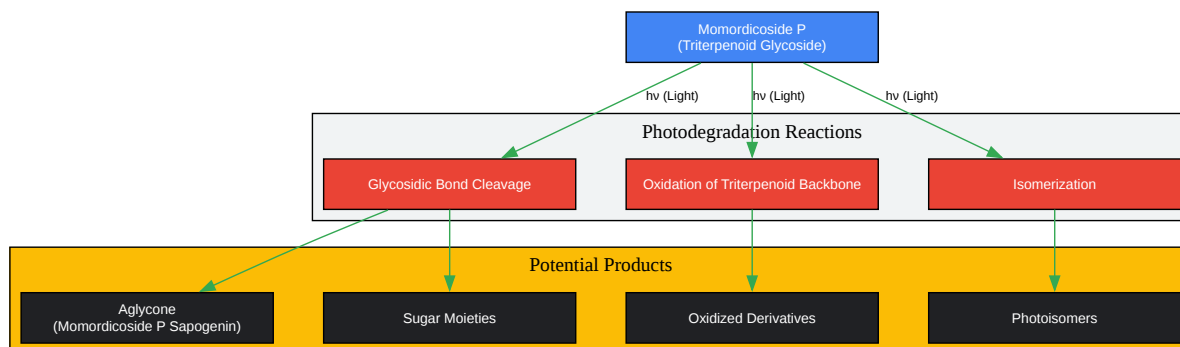 Momordicoside P
(Triterpenoid Glycoside)
hν (Light)
hν (Light)
hν (Light)
Photodegradation Reactions
Glycosidic Bond Cleavage
Oxidation of Triterpenoid Backbone
Isomerization
Potential Products
Aglycone
(Momordicoside P Sapogenin)
Sugar Moieties
Oxidized Derivatives
Photoisomers